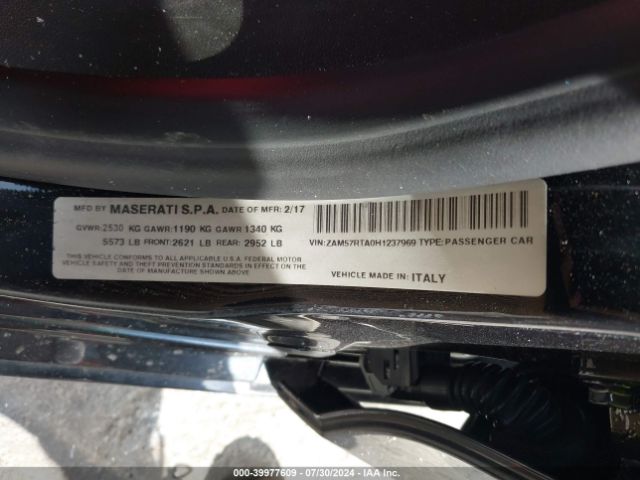 MFD BY MASERATI S.P.A. DATE OF MFR: 2/17
GVWR:2530 KG GAWR:1190 KG GAWR 1340 KG
5573 LB FRONT:2621 LB REAR: 2952 LB
THIS VEHICLE CONFORMS TO ALL APPLICABLE U.S.A. FEDERAL MOTOR
VEHICLE SAFETY AND THEFT PREVENTION STANDARDS IN EFFECT ON THE
DATE OF MANUFACTURE SHOWN ABOVE
VIN:ZAM57RTA0H1237969 TYPE:PASSENGER CAR
VEHICLE MADE IN: ITALY
000-39977609 - 07/30/2024 - IAA Corp.